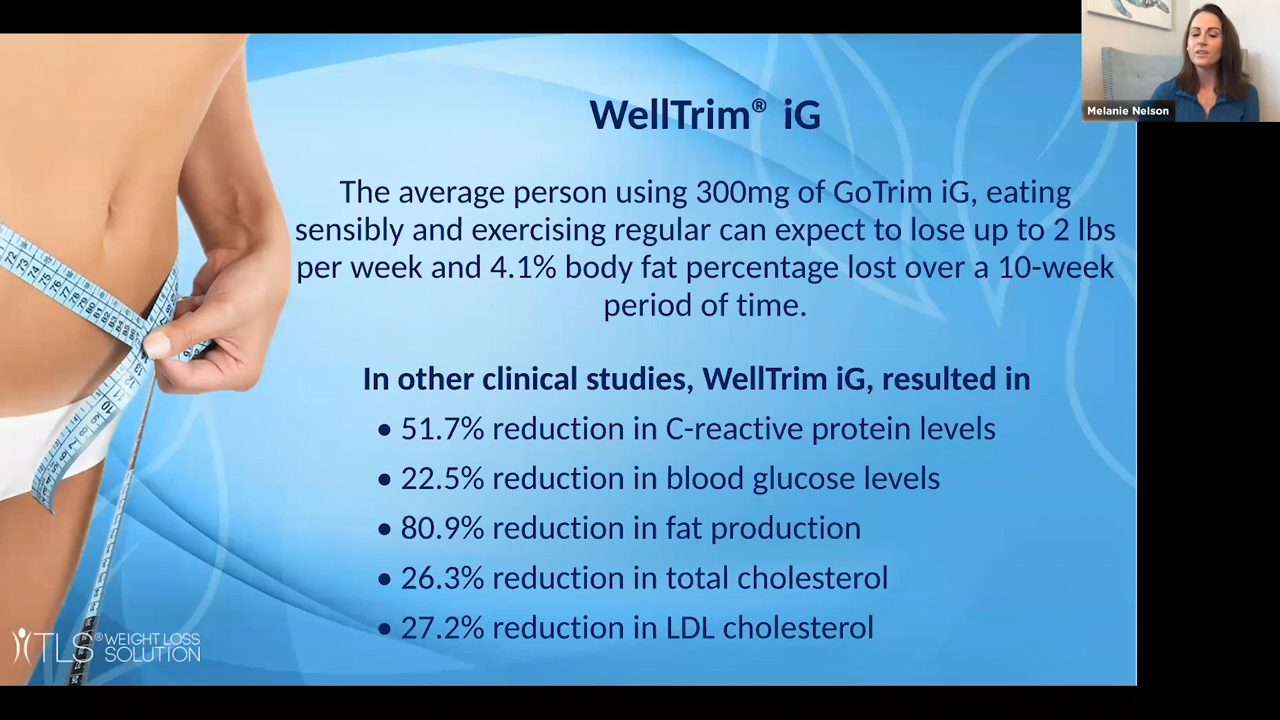 Melanie Nelson
WellTrim® iG
The average person using 300mg of GoTrim iG, eating
sensibly and exercising regular can expect to lose up to 2 lbs
per week and 4.1% body fat percentage lost over a 10-week
period of time.
In other clinical studies, WellTrim iG, resulted in
• 51.7% reduction in C-reactive protein levels
• 22.5% reduction in blood glucose levels
• 80.9% reduction in fat production
• 26.3% reduction in total cholesterol
• 27.2% reduction in LDL cholesterol
TLS® WEIGHT LOSS
SOLUTION